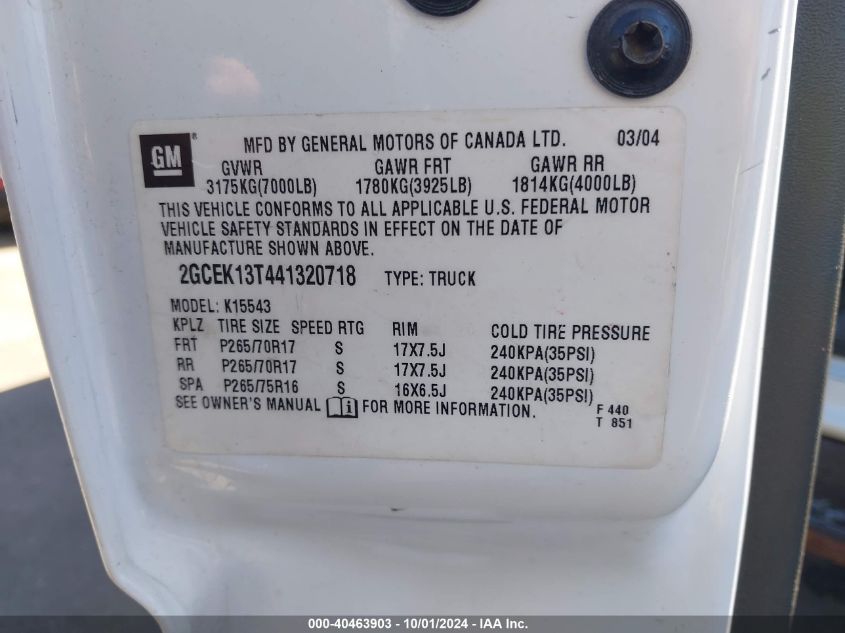 GM ® MFD BY GENERAL MOTORS OF CANADA LTD. 03/04
GVWR GAWR FRT GAWR RR
3175KG(7000LB) 1780KG(3925LB) 1814KG(4000LB)
THIS VEHICLE CONFORMS TO ALL APPLICABLE U.S. FEDERAL MOTOR
VEHICLE SAFETY STANDARDS IN EFFECT ON THE DATE OF
MANUFACTURE SHOWN ABOVE.
2GCEK13T441320718 TYPE: TRUCK
MODEL: K15543
KPLZ TIRE SIZE SPEED RTG RIM COLD TIRE PRESSURE
FRT P265/70R17 S 17X7.5J 240KPA(35PSI)
RR P265/70R17 S 17X7.5J 240KPA(35PSI)
SPA P265/75R16 S 16X6.5J 240KPA(35PSI)
SEE OWNER'S MANUAL i FOR MORE INFORMATION. F 440
T 851
000-40463903 - 10/01/2024 - IAA Inc.